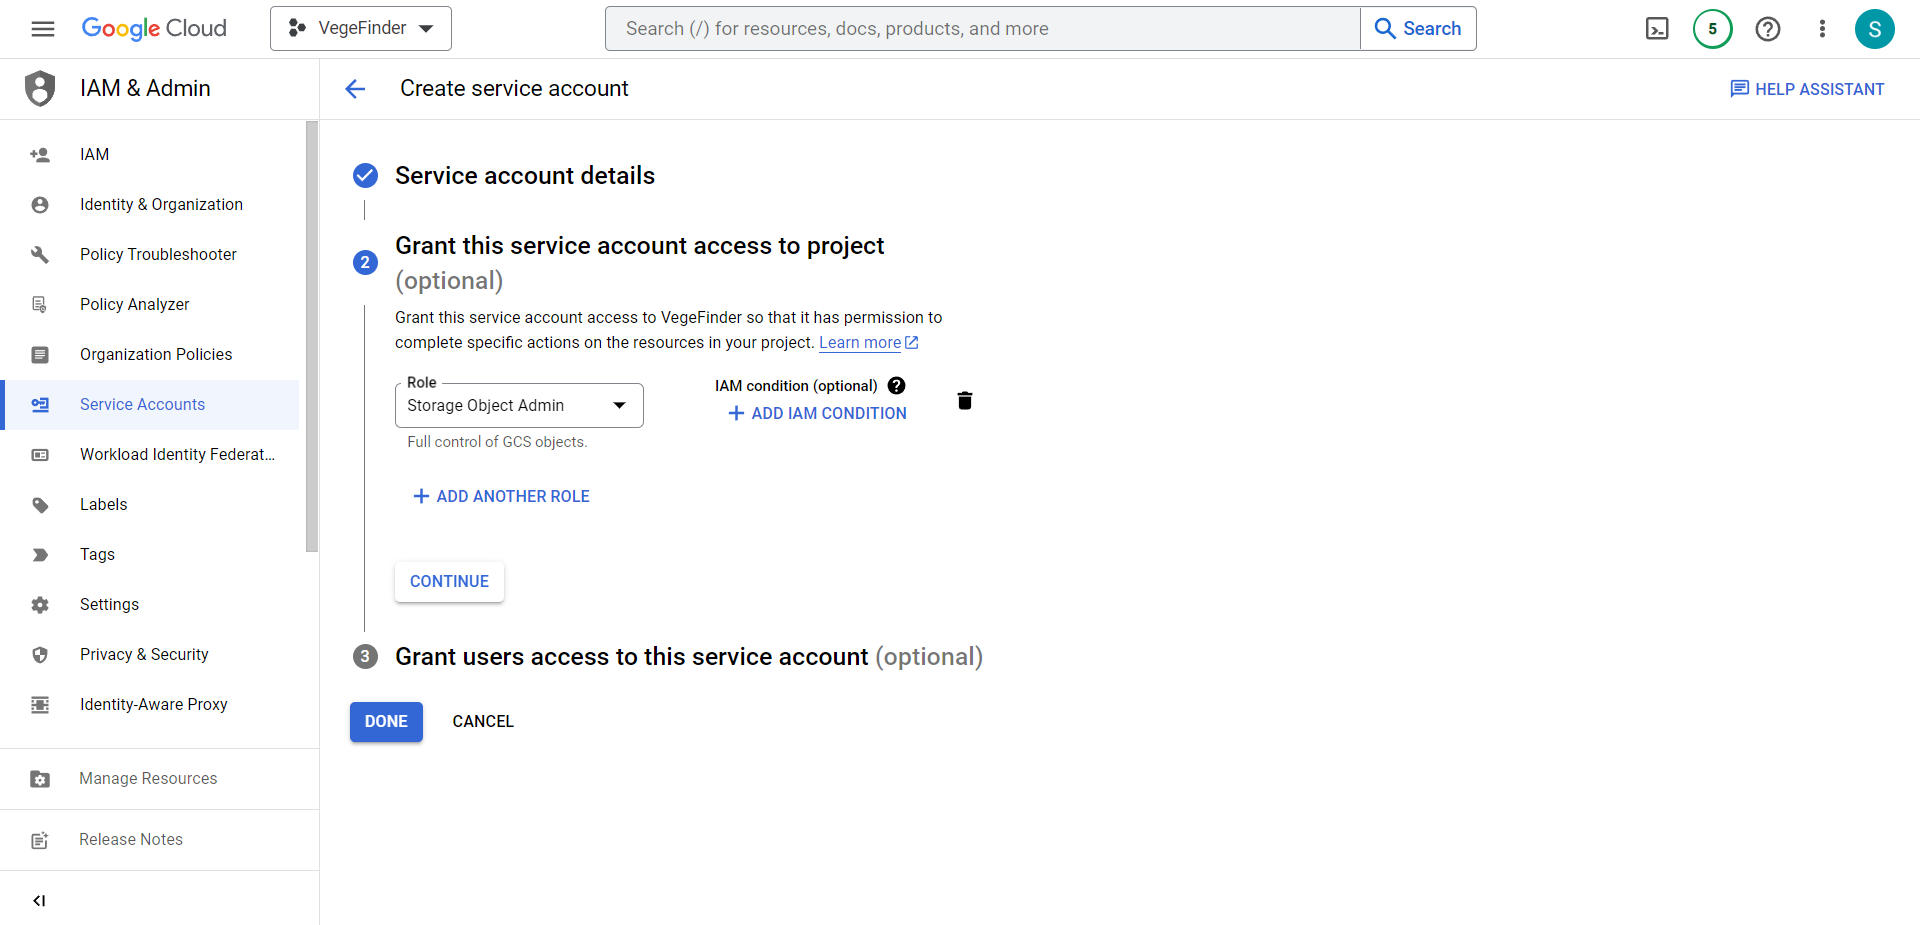 Google Cloud
VegeFinder
Search (/) for resources, docs, products, and more
Search
5
S
IAM & Admin
Create service account
HELP ASSISTANT
IAM
Identity & Organization
Policy Troubleshooter
Policy Analyzer
Organization Policies
Service Accounts
Workload Identity Federat...
Labels
Tags
Settings
Privacy & Security
Identity-Aware Proxy
Manage Resources
Release Notes
Service account details
2
Grant this service account access to project
(optional)
Grant this service account access to VegeFinder so that it has permission to
complete specific actions on the resources in your project. Learn more
Role
Storage Object Admin
Full control of GCS objects.
IAM condition (optional)
ADD IAM CONDITION
ADD ANOTHER ROLE
CONTINUE
3
Grant users access to this service account (optional)
DONE
CANCEL